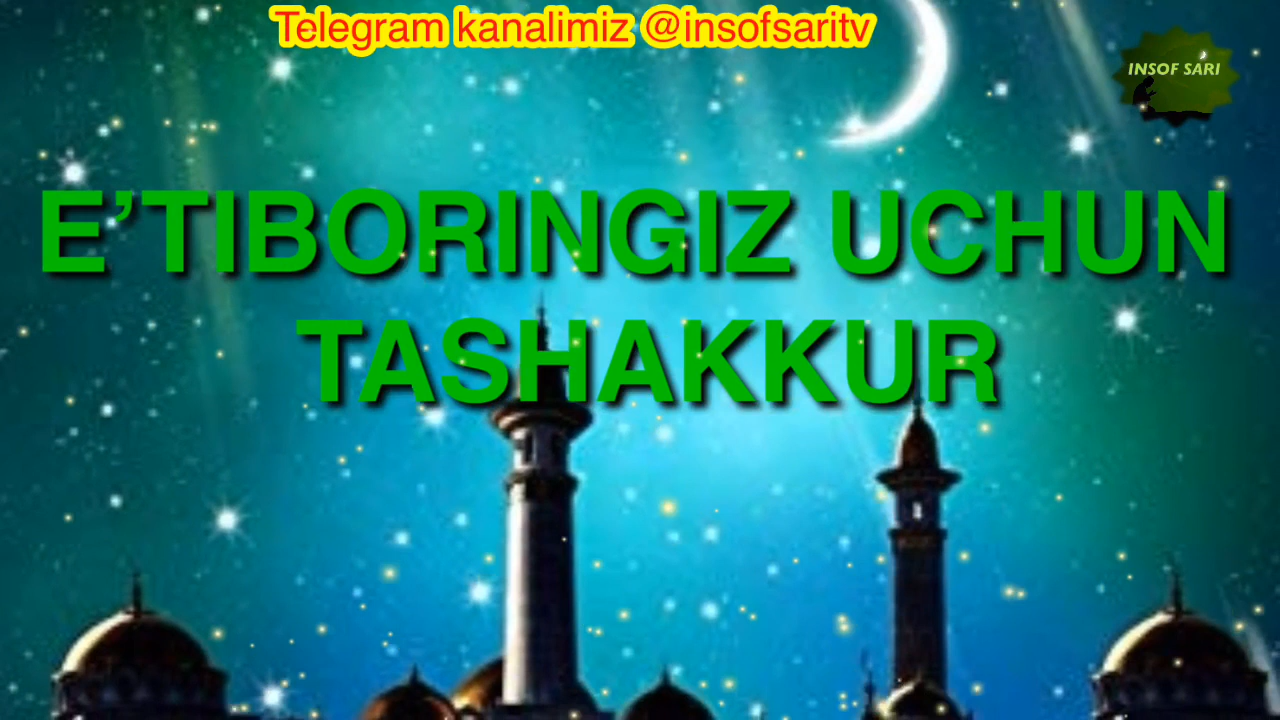 Telegram kanalimiz @insofsaritv
INSOF SARI
E’TIBORINGIZ UCHUN
TASHAKKUR